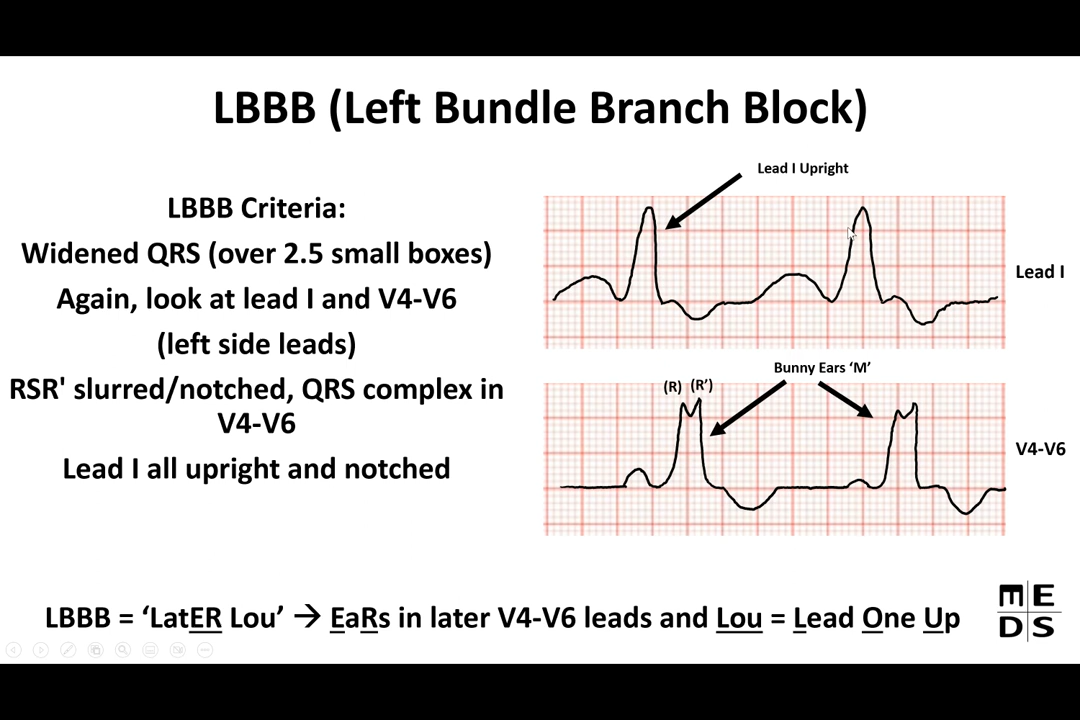 LBBB (Left Bundle Branch Block)
Lead I Upright
LBBB Criteria:
Widened QRS (over 2.5 small boxes)
Again, look at lead I and V4-V6
(left side leads)
RSR' slurred/notched, QRS complex in
V4-V6
Lead I all upright and notched
Lead I
Bunny Ears ‘M’
(R) (R’)
V4-V6
LBBB = ‘LatER Lou’ → EaRs in later V4-V6 leads and Lou = Lead One Up
ME
DS